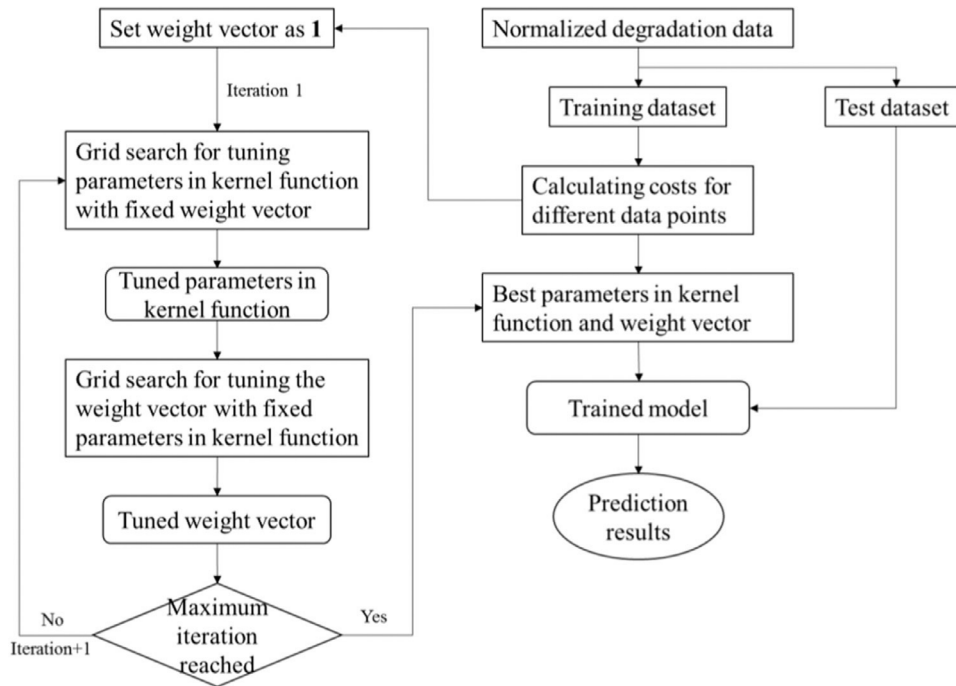 Set weight vector as 1
Iteration 1
Grid search for tuning
parameters in kernel function
with fixed weight vector
Tuned parameters in
kernel function
Grid search for tuning the
weight vector with fixed
parameters in kernel function
Tuned weight vector
Maximum
iteration
reached
No
Iteration+1
Yes
Normalized degradation data
Training dataset
Test dataset
Calculating costs for
different data points
Best parameters in kernel
function and weight vector
Trained model
Prediction
results